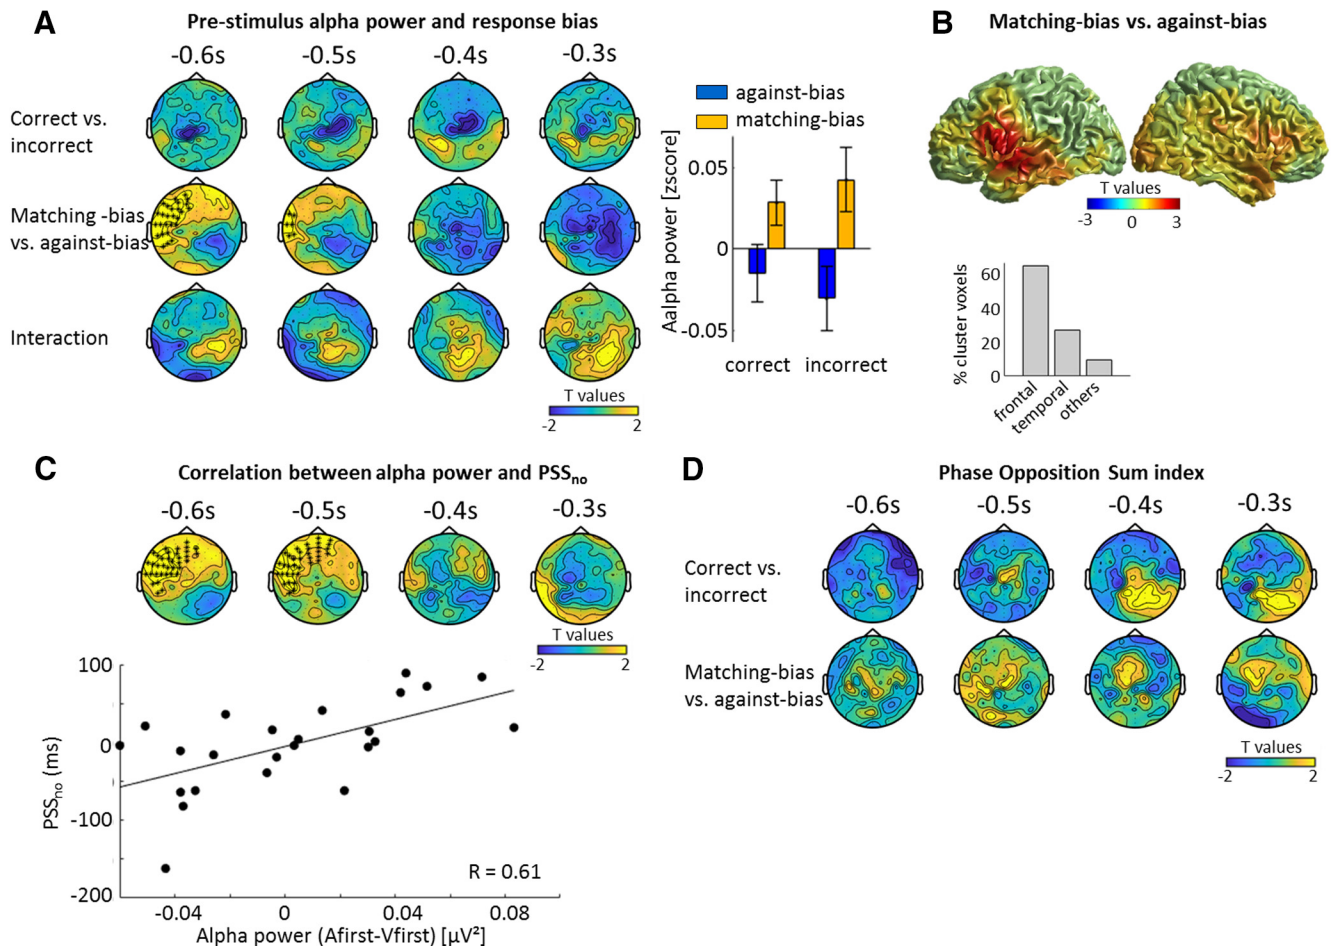 A
Pre-stimulus alpha power and response bias
-0.6s -0.5s -0.4s -0.3s
Correct vs.
incorrect
Matching -bias
vs. against-bias
Interaction
T values
-2 2
against-bias
matching-bias
Aalpha power [zscore]
0.05
0
-0.05
correct incorrect
B
Matching-bias vs. against-bias
T values
-3 0 3
% cluster voxels
60
40
20
0
frontal
temporal
others
C
Correlation between alpha power and PSSno
-0.6s -0.5s -0.4s -0.3s
T values
-2 2
PSSno (ms)
100
0
-100
-200
R = 0.61
-0.04 0 0.04 0.08
Alpha power (Afirst-Vfirst) [µV²]
D
Phase Opposition Sum index
-0.6s -0.5s -0.4s -0.3s
Correct vs.
incorrect
Matching-bias
vs. against-bias
T values
-2 2